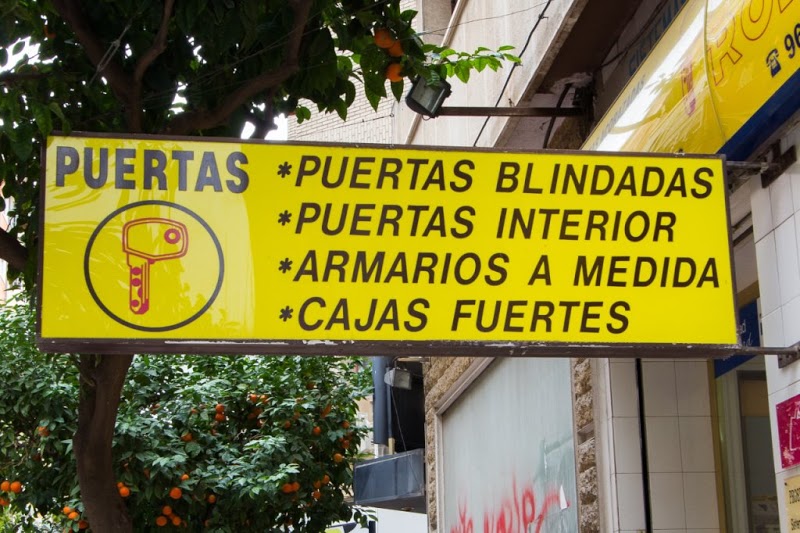 PUERTAS
*PUERTAS BLINDADAS
*PUERTAS INTERIOR
*ARMARIOS A MEDIDA
*CAJAS FUERTES